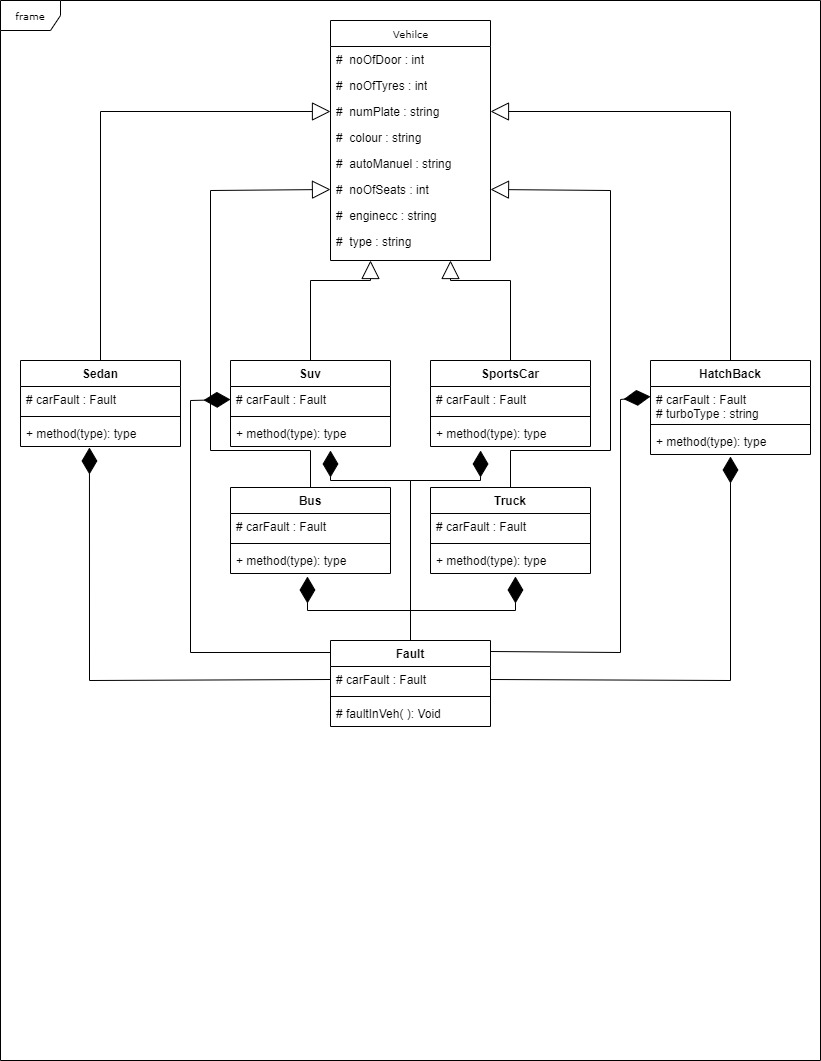 frame
Vehilce
# noOfDoor : int
# noOfTyres : int
# numPlate : string
# colour : string
# autoManuel : string
# noOfSeats : int
# enginecc : string
# type : string
Sedan
# carFault : Fault
+ method(type): type
Suv
# carFault : Fault
+ method(type): type
SportsCar
# carFault : Fault
+ method(type): type
HatchBack
# carFault : Fault
# turboType : string
+ method(type): type
Bus
# carFault : Fault
+ method(type): type
Truck
# carFault : Fault
+ method(type): type
Fault
# carFault : Fault
# faultInVeh( ): Void